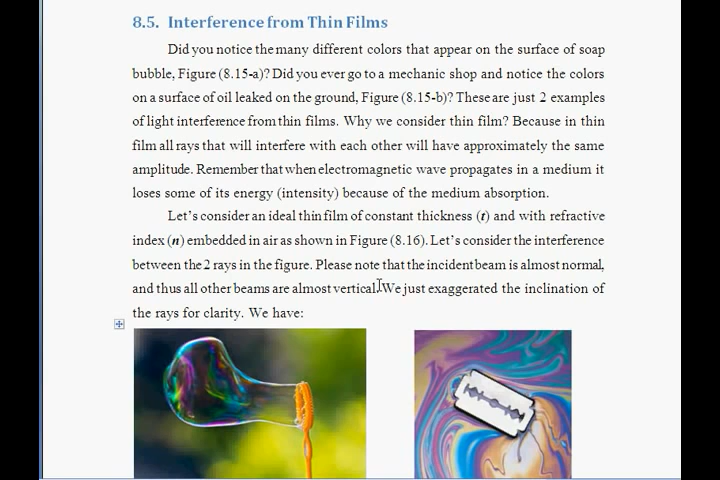 8.5. Interference from Thin Films
Did you notice the many different colors that appear on the surface of soap
bubble, Figure (8.15-a)? Did you ever go to a mechanic shop and notice the colors
on a surface of oil leaked on the ground, Figure (8.15-b)? These are just 2 examples
of light interference from thin films. Why we consider thin film? Because in thin
film all rays that will interfere with each other will have approximately the same
amplitude. Remember that when electromagnetic wave propagates in a medium it
loses some of its energy (intensity) because of the medium absorption.
Let's consider an ideal thin film of constant thickness (t) and with refractive
index (n) embedded in air as shown in Figure (8.16). Let's consider the interference
between the 2 rays in the figure. Please note that the incident beam is almost normal,
and thus all other beams are almost vertical. We just exaggerated the inclination of
the rays for clarity. We have: